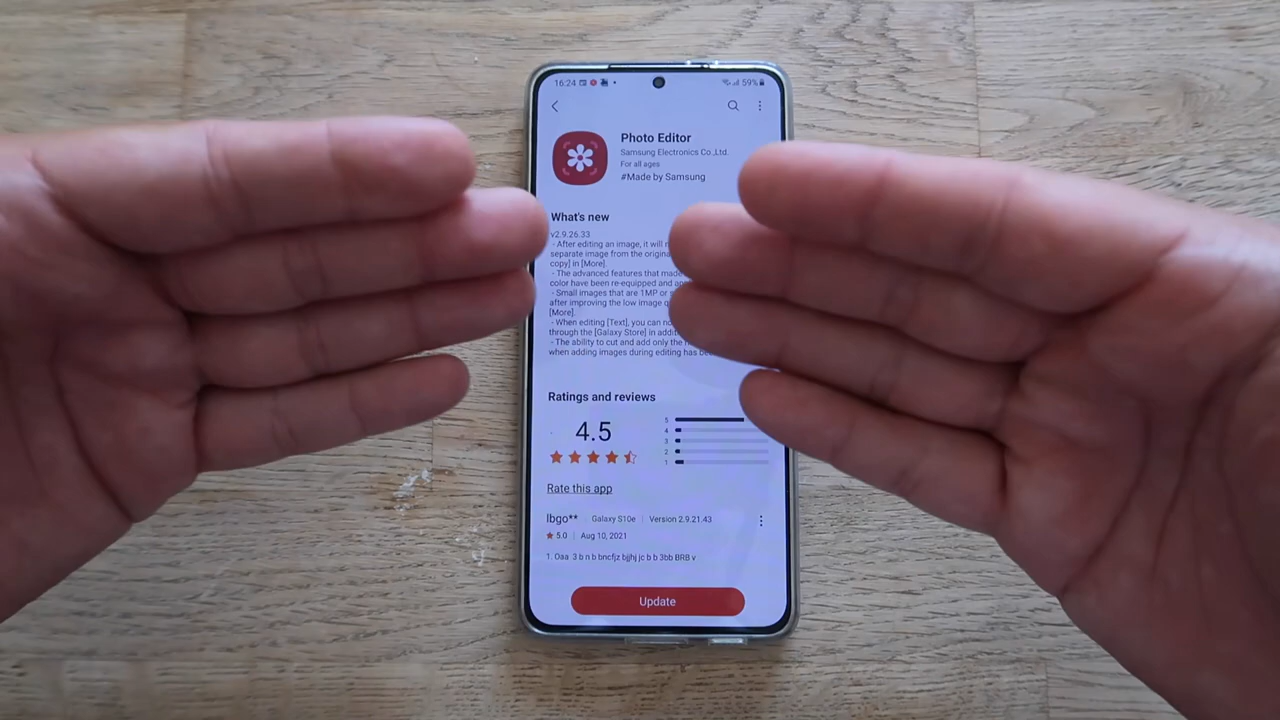 16:24
59%
Photo Editor
Samsung Electronics Co.,Ltd.
For all ages
#Made by Samsung
What's new
v2.9.26.33
- After editing an image, it will
separate image from the origina
copy] in [More].
- The advanced features that made
color have been re-equipped and
- Small images that are 1MP or
after improving the low image
[More].
- When editing [Text], you can
through the [Galaxy Store] in
- The ability to cut and add only the
when adding images during editing has
Ratings and reviews
4.5
5
4
3
2
1
Rate this app
lbgo** Galaxy S10e Version 2.9.21.43
5.0 Aug 10, 2021
1. Oaa 3 b n b bncfjz bjjhj jc b b 3bb BRB v
Update